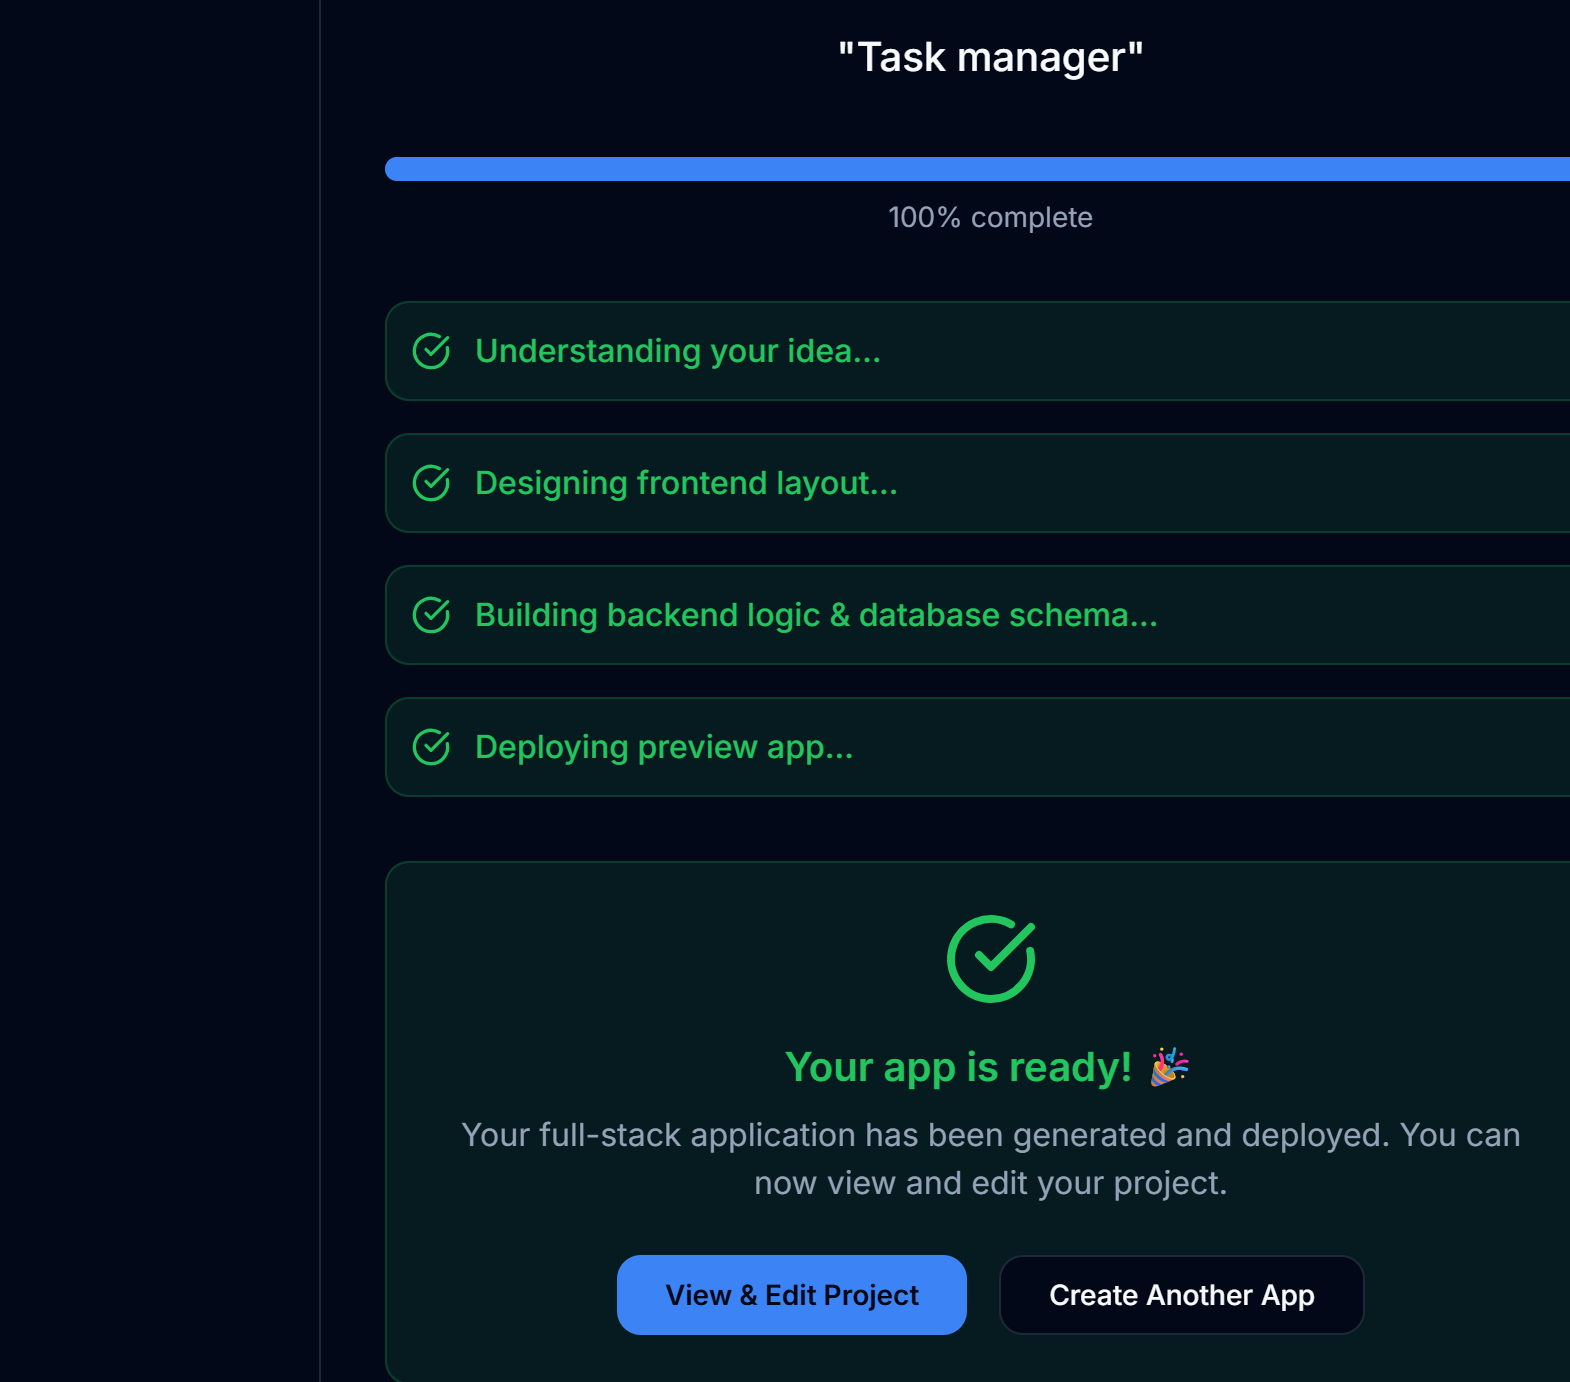 "Task manager"
100% complete
Understanding your idea...
Designing frontend layout...
Building backend logic & database schema...
Deploying preview app...
Your app is ready! 🎉
Your full-stack application has been generated and deployed. You can
now view and edit your project.
View & Edit Project
Create Another App